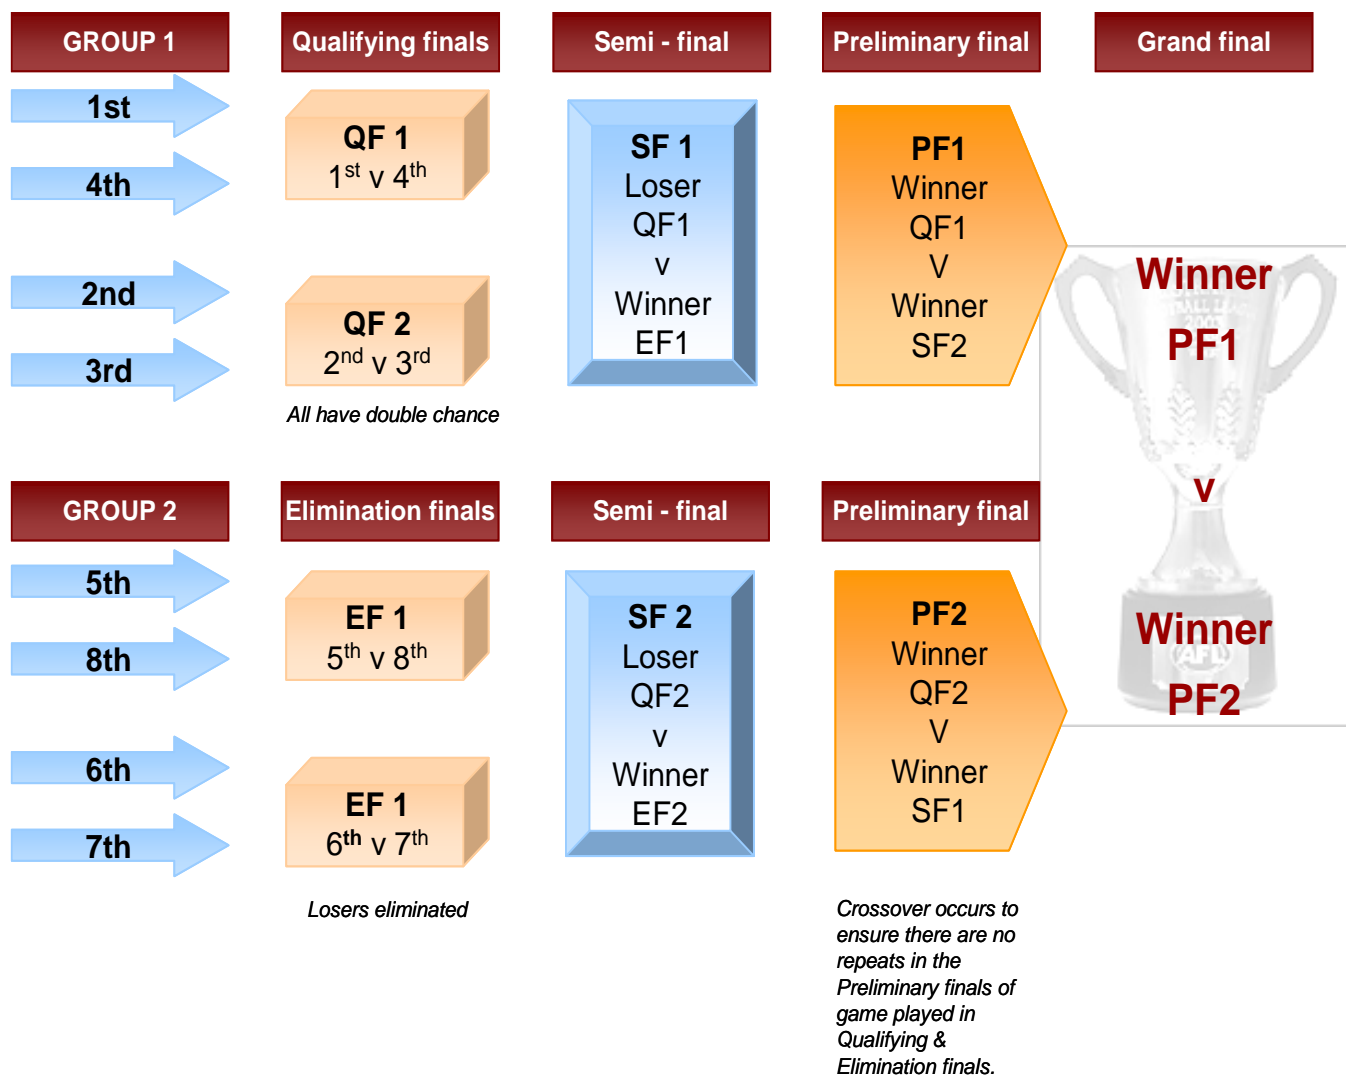 GROUP 1
Qualifying finals
Semi - final
Preliminary final
Grand final
1st
4th
2nd
3rd
QF 1
1st v 4th
QF 2
2nd v 3rd
All have double chance
SF 1
Loser
QF1
v
Winner
EF1
PF1
Winner
QF1
V
Winner
SF2
Winner
PF1
v
Winner
PF2
AFL
GROUP 2
Elimination finals
Semi - final
Preliminary final
5th
8th
6th
7th
EF 1
5th v 8th
EF 1
6th v 7th
Losers eliminated
SF 2
Loser
QF2
v
Winner
EF2
PF2
Winner
QF2
V
Winner
SF1
Crossover occurs to
ensure there are no
repeats in the
Preliminary finals of
game played in
Qualifying &
Elimination finals.